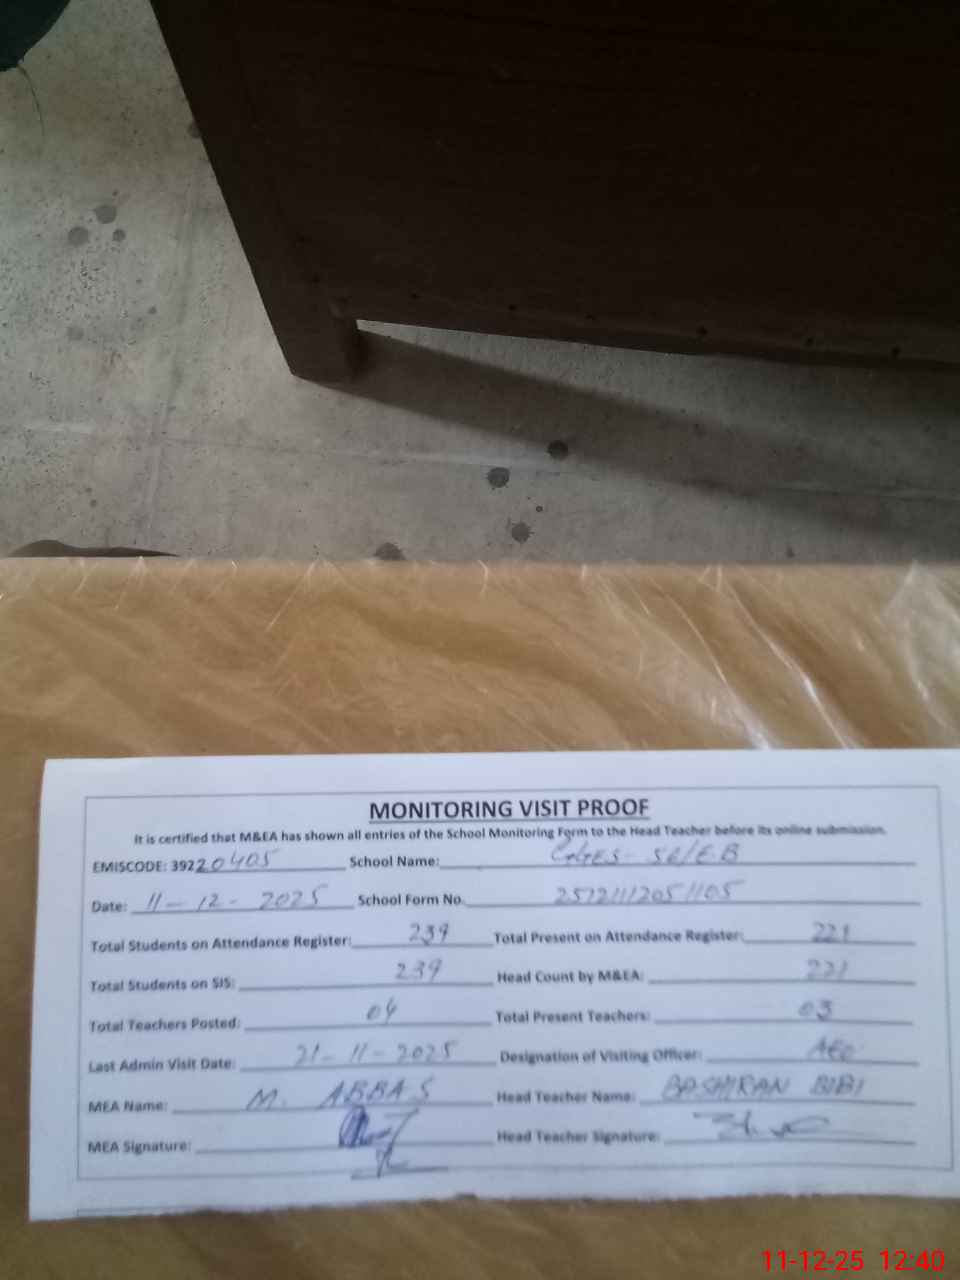 MONITORING VISIT PROOF
It is certified that M&EA has shown all entries of the School Monitoring Form to the Head Teacher before its online submission.
EMISCODE: 39220405 School Name: GGES- 56/EB
Date: 11-12-2025 School Form No.
Total Students on Attendance Register: 239 Total Present on Attendance Register: 221
Total Students on SIS: 239 Head Count by M&EA: 221
Total Teachers Posted: 04 Total Present Teachers: 03
Last Admin Visit Date: 21-11-2025 Designation of Visiting Officer: AEO
MEA Name: M. ABBAS Head Teacher Name: BASHIRAN BIBI
MEA Signature: Head Teacher Signature:
11-12-25 12:40